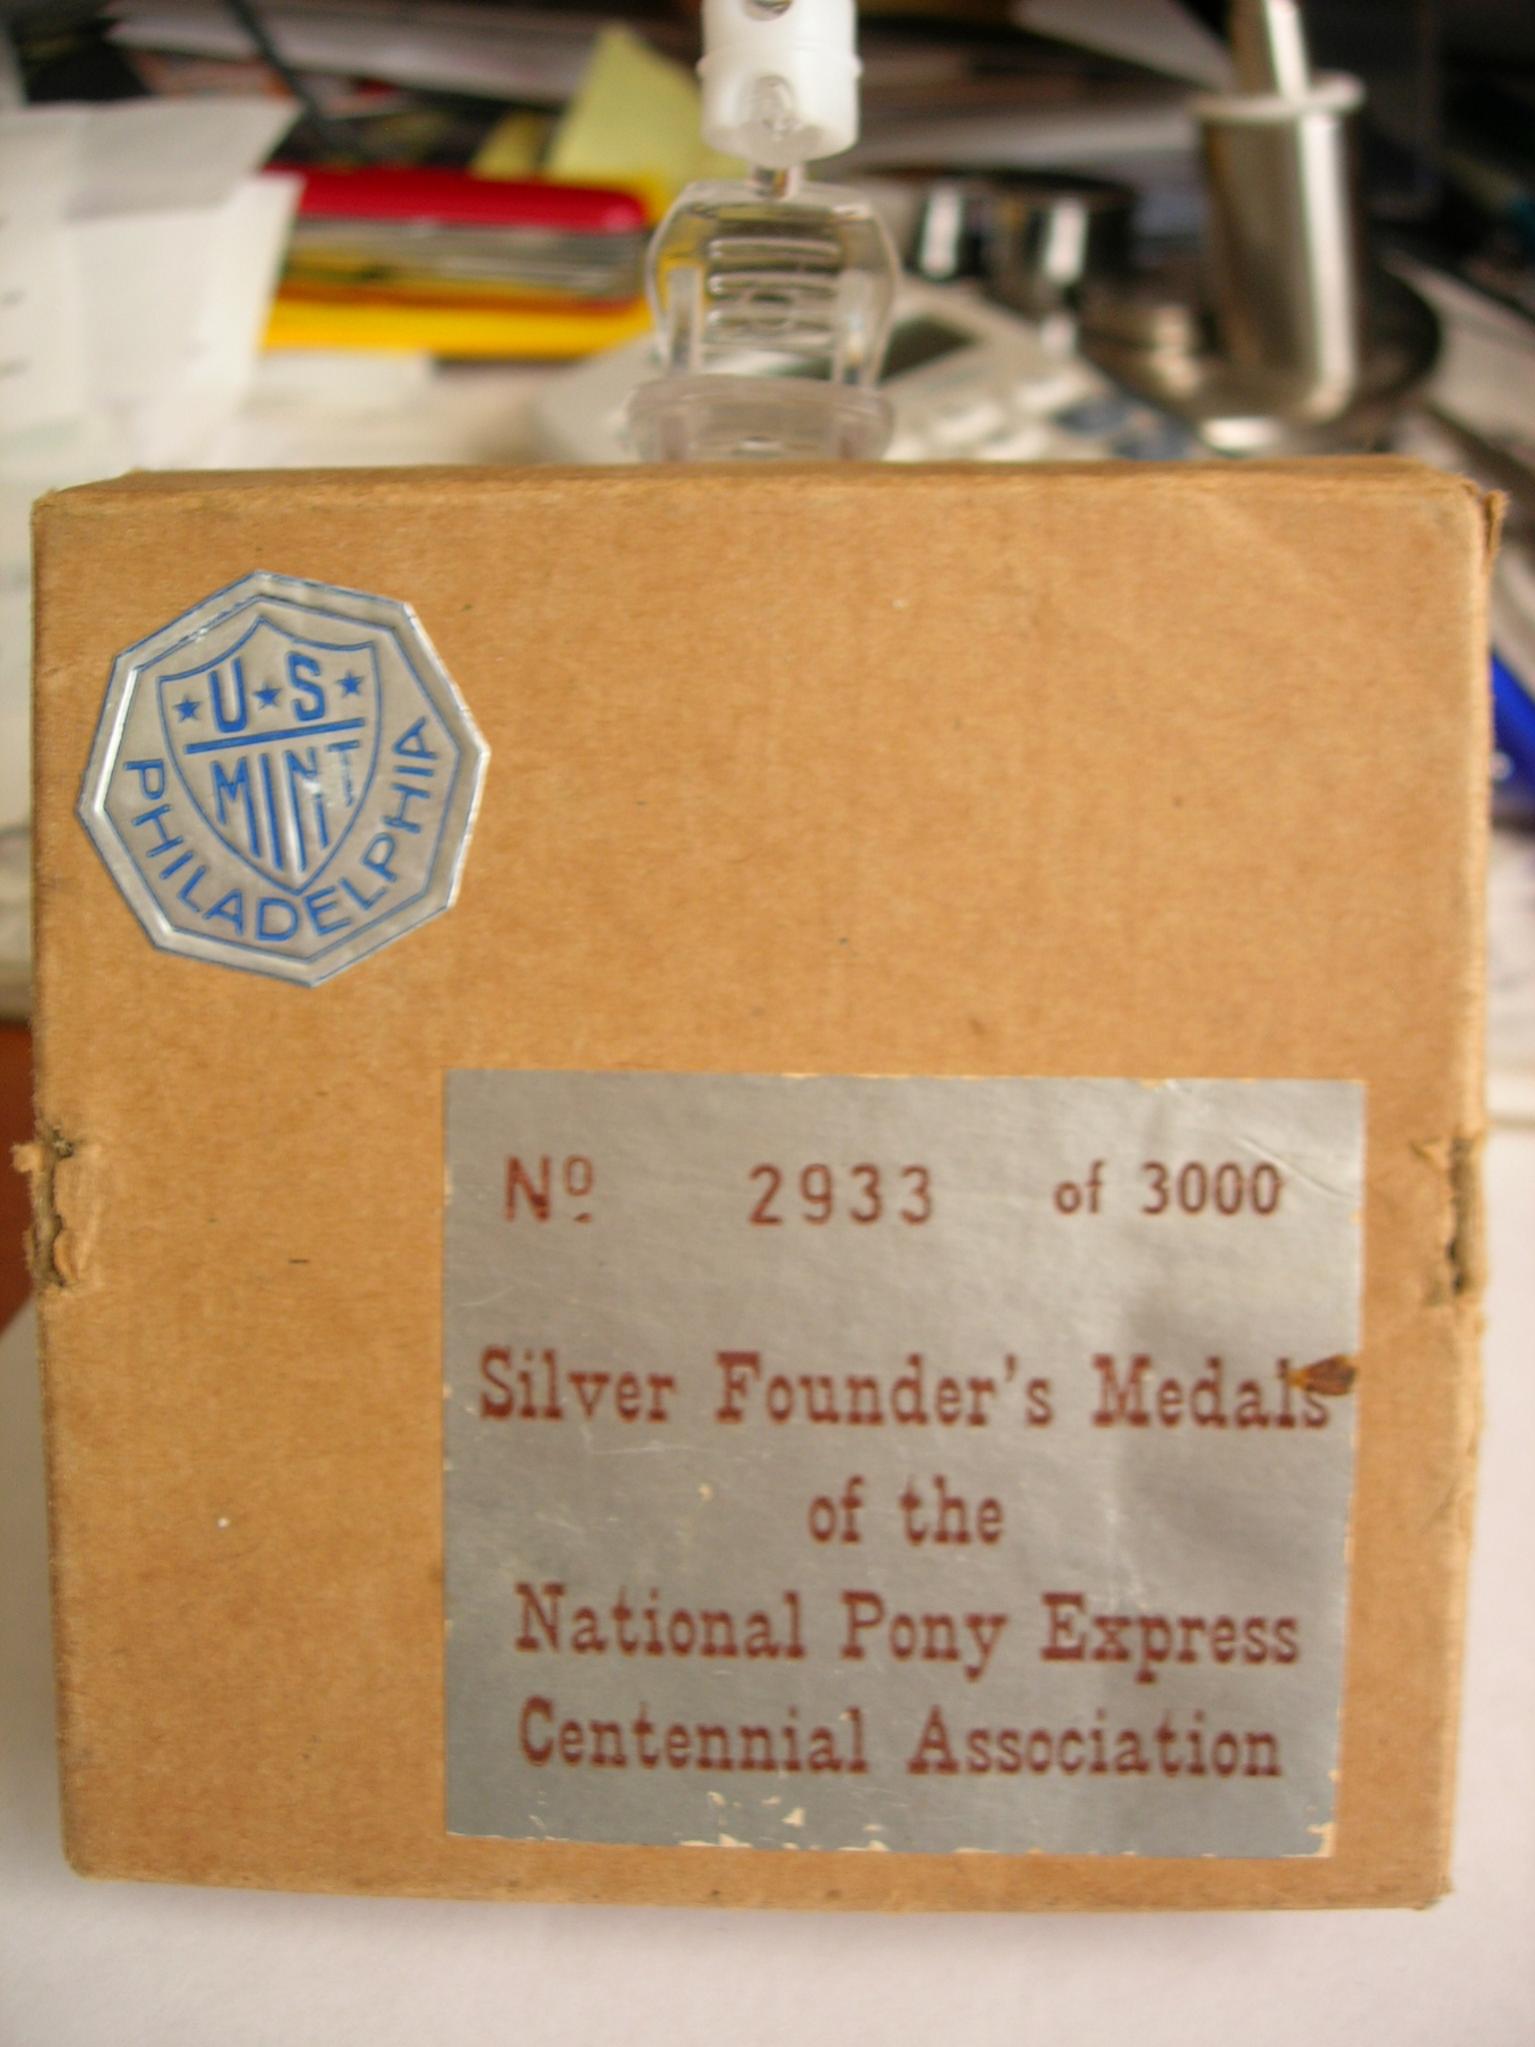 U★S
MINT
PHILADELPHIA
Nº 2933 of 3000
Silver Founder's Medals
of the
National Pony Express
Centennial Association